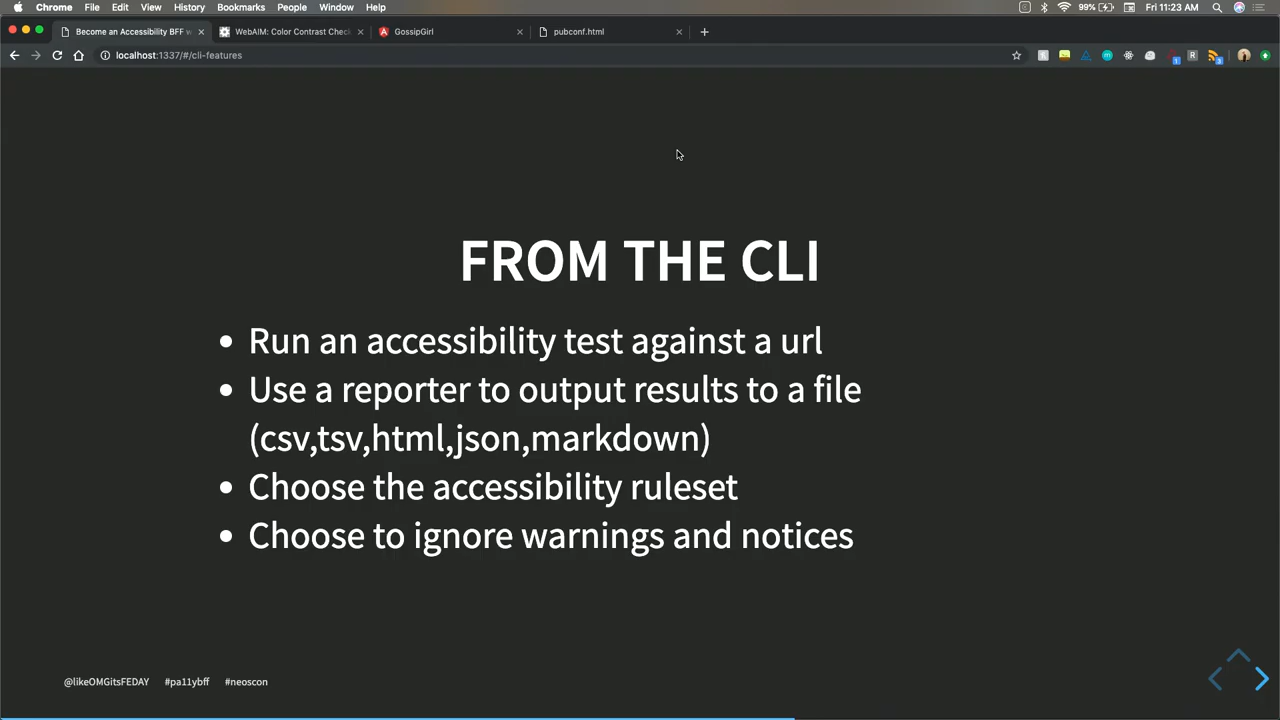 Chrome File Edit View History Bookmarks People Window Help 99% Fri 11:23 AM
Become an Accessibility BFF w WebAIM: Color Contrast Chec GossipGirl pubconf.html
localhost:1337/#/cli-features
FROM THE CLI
• Run an accessibility test against a url
• Use a reporter to output results to a file
(csv,tsv,html,json,markdown)
• Choose the accessibility ruleset
• Choose to ignore warnings and notices
@likeOMGitsFEDAY #pa11ybff #neoscon